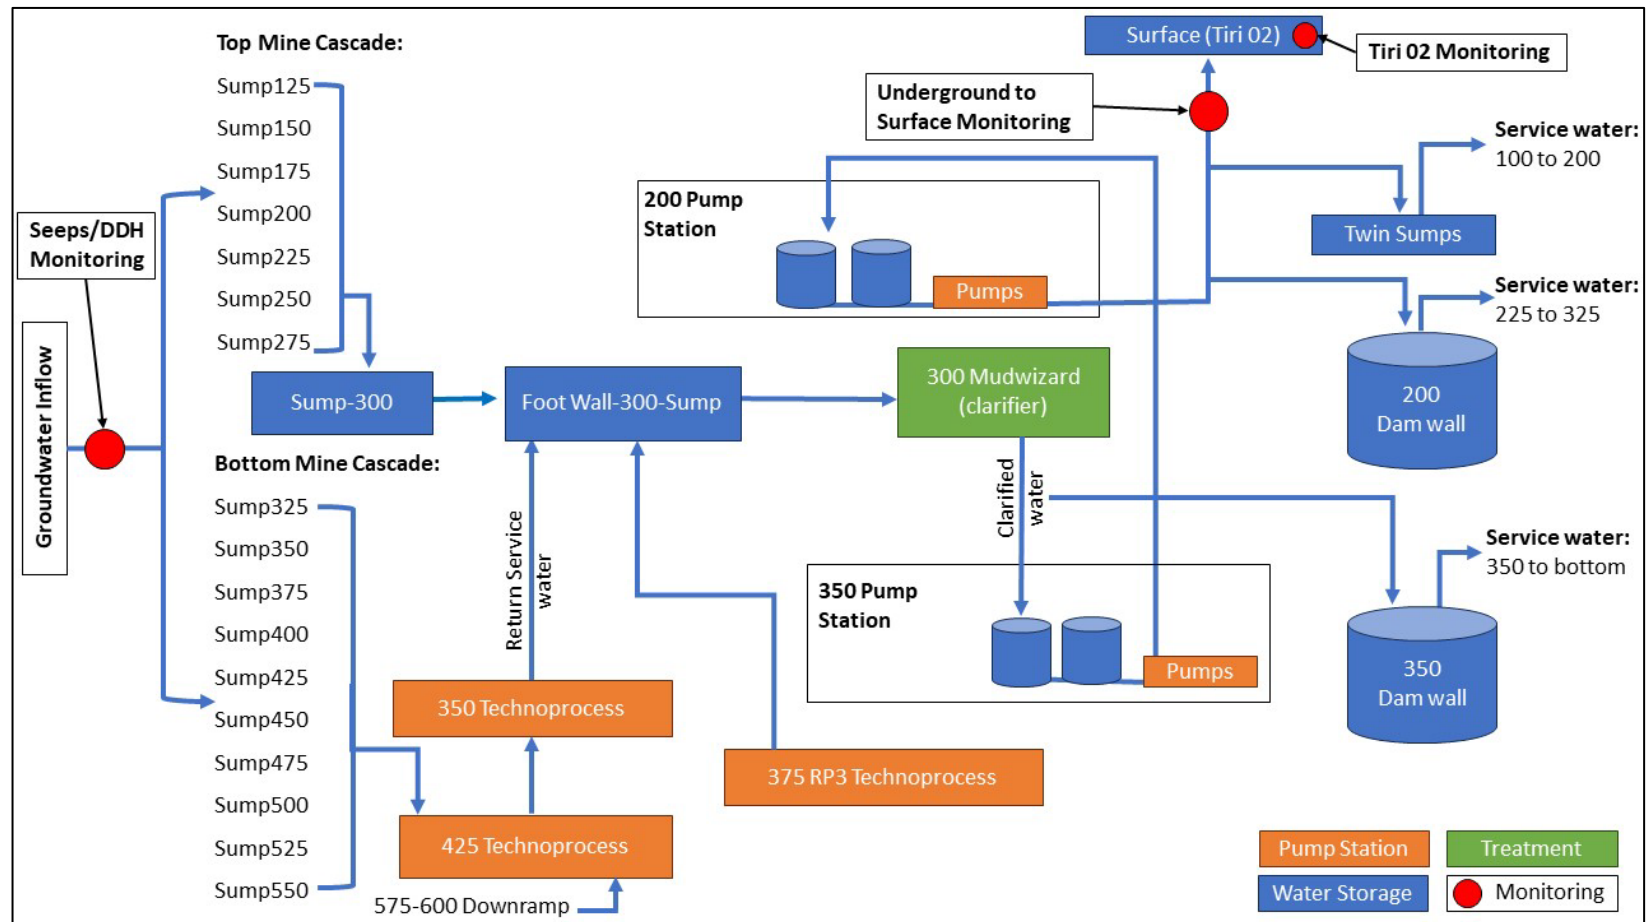 Top Mine Cascade:
Sump125
Sump150
Sump175
Sump200
Sump225
Sump250
Sump275
Seeps/DDH
Monitoring
Groundwater Inflow
Sump-300
Foot Wall-300-Sump
300 Mudwizard
(clarifier)
Bottom Mine Cascade:
Sump325
Sump350
Sump375
Sump400
Sump425
Sump450
Sump475
Sump500
Sump525
Sump550
Return Service
water
350 Technoprocess
425 Technoprocess
575-600 Downramp
375 RP3 Technoprocess
Clarified
water
350 Pump
Station
Pumps
200 Pump
Station
Pumps
Underground to
Surface Monitoring
Surface (Tiri 02)
Tiri 02 Monitoring
Service water:
100 to 200
Twin Sumps
Service water:
225 to 325
200
Dam wall
Service water:
350 to bottom
350
Dam wall
Pump Station
Treatment
Water Storage
Monitoring